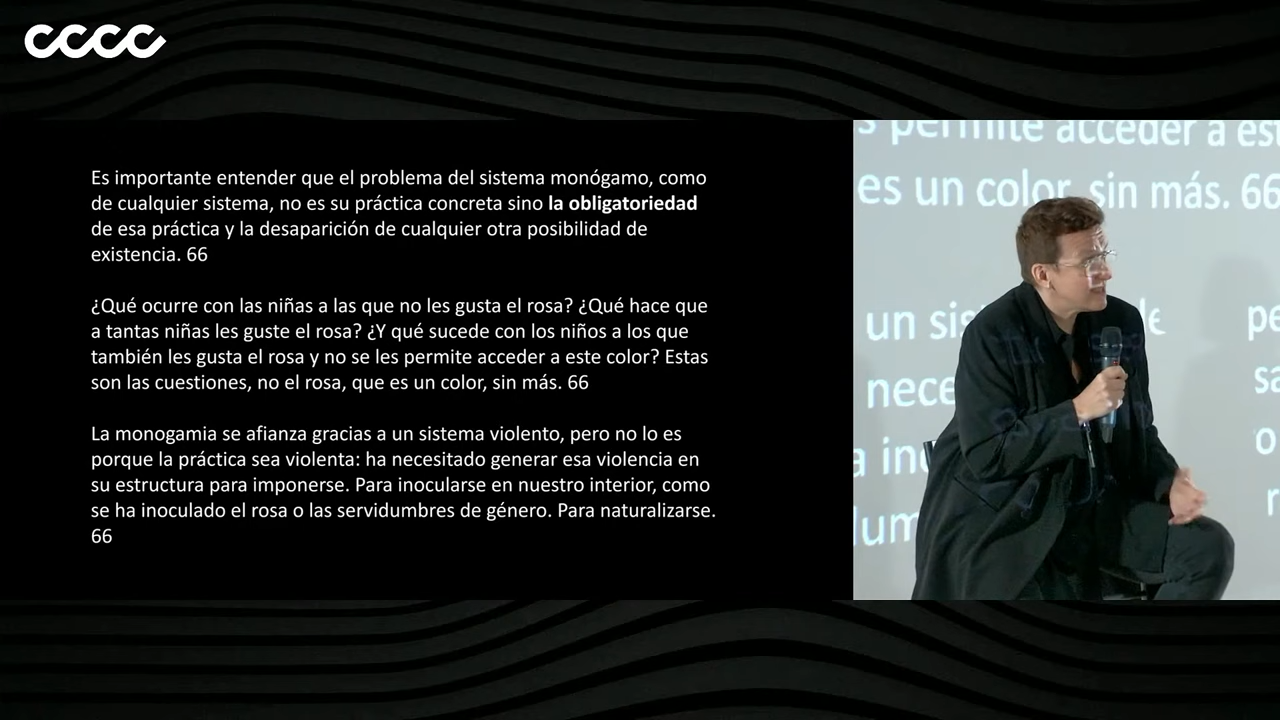 cccc
Es importante entender que el problema del sistema monógamo, como
de cualquier sistema, no es su práctica concreta sino la obligatoriedad
de esa práctica y la desaparición de cualquier otra posibilidad de
existencia. 66
¿Qué ocurre con las niñas a las que no les gusta el rosa? ¿Qué hace que
a tantas niñas les guste el rosa? ¿Y qué sucede con los niños a los que
también les gusta el rosa y no se les permite acceder a este color? Estas
son las cuestiones, no el rosa, que es un color, sin más. 66
La monogamia se afianza gracias a un sistema violento, pero no lo es
porque la práctica sea violenta: ha necesitado generar esa violencia en
su estructura para imponerse. Para inocularse en nuestro interior, como
se ha inoculado el rosa o las servidumbres de género. Para naturalizarse.
66
s permite acceder a est
es un color, sin más. 66
un sis
pe
nece
sa
a ino
lum